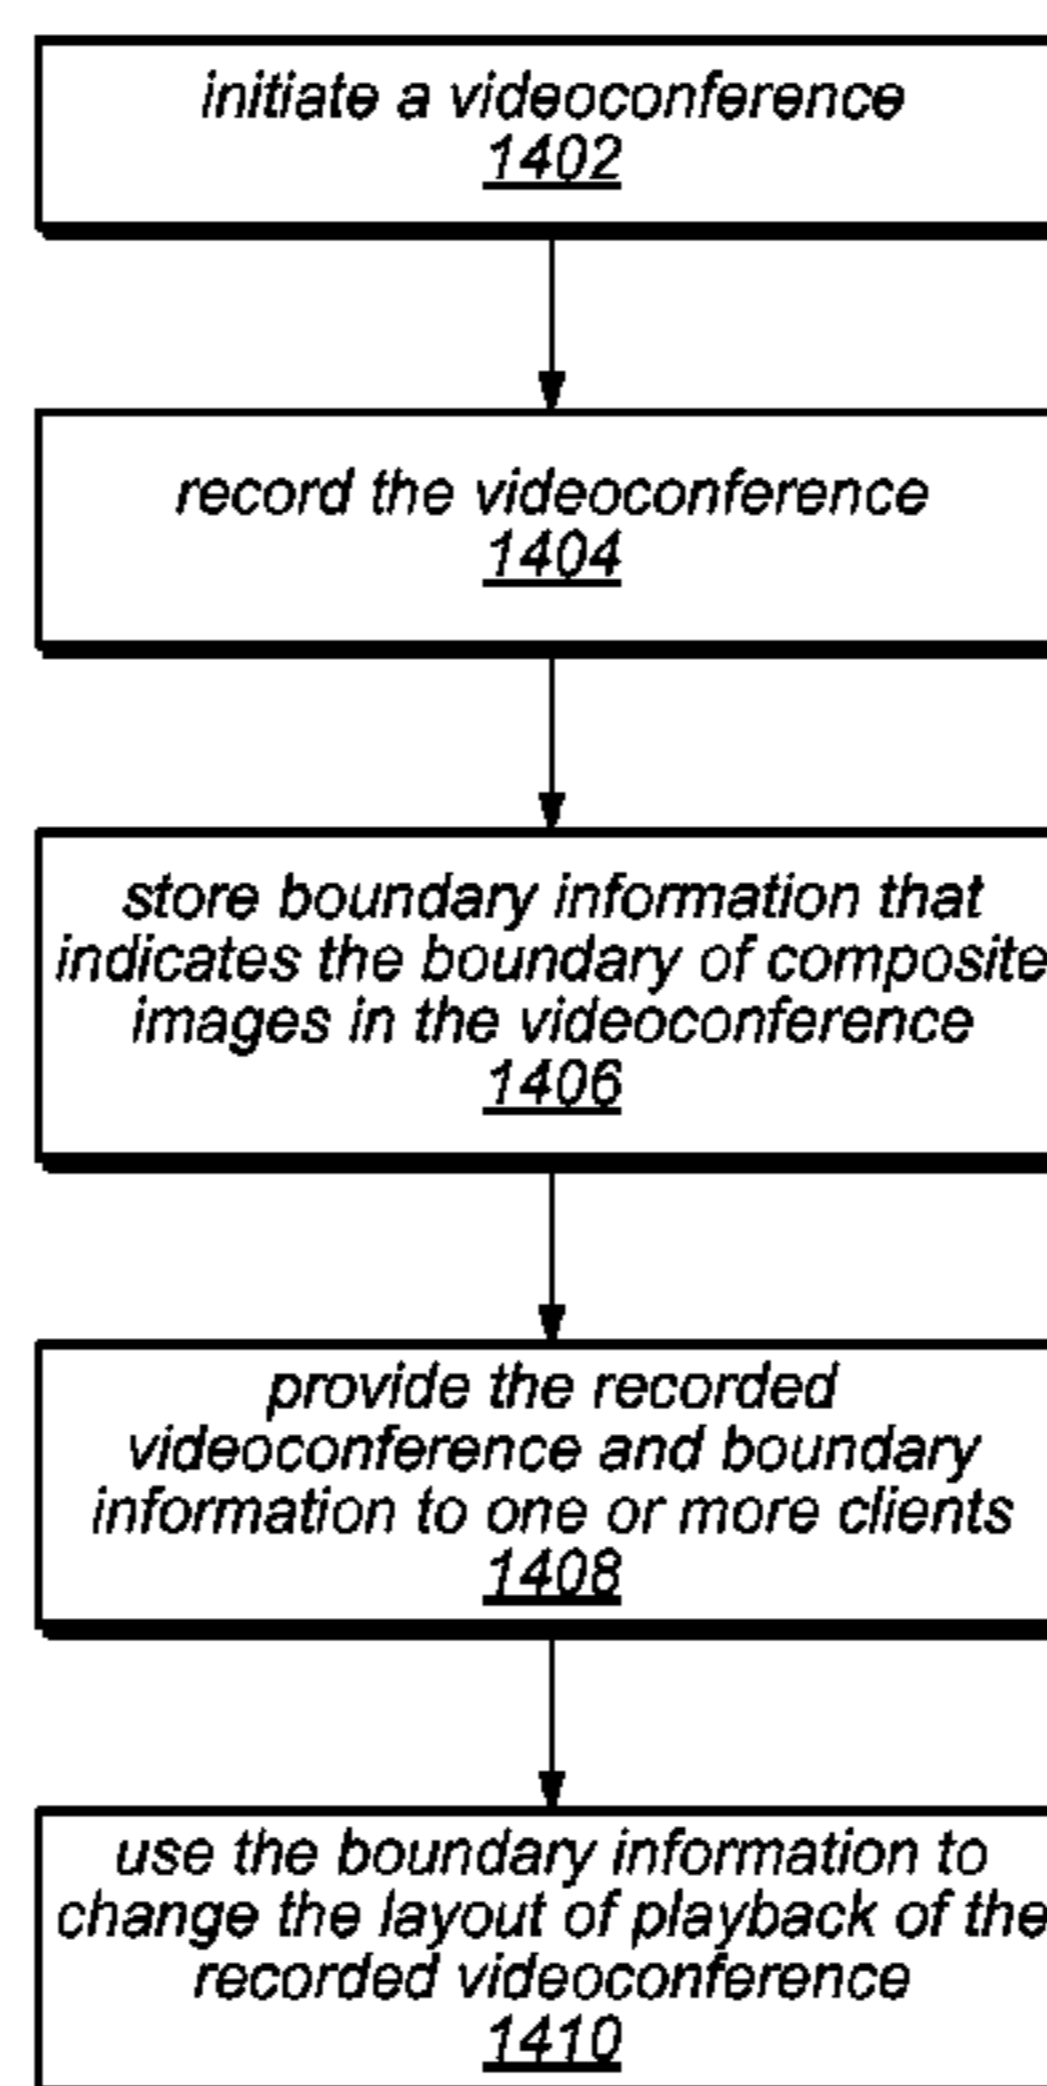 initiate a videoconference
1402
record the videoconference
1404
store boundary information that
indicates the boundary of composite
images in the videoconference
1406
provide the recorded
videoconference and boundary
information to one or more clients
1408
use the boundary information to
change the layout of playback of the
recorded videoconference
1410